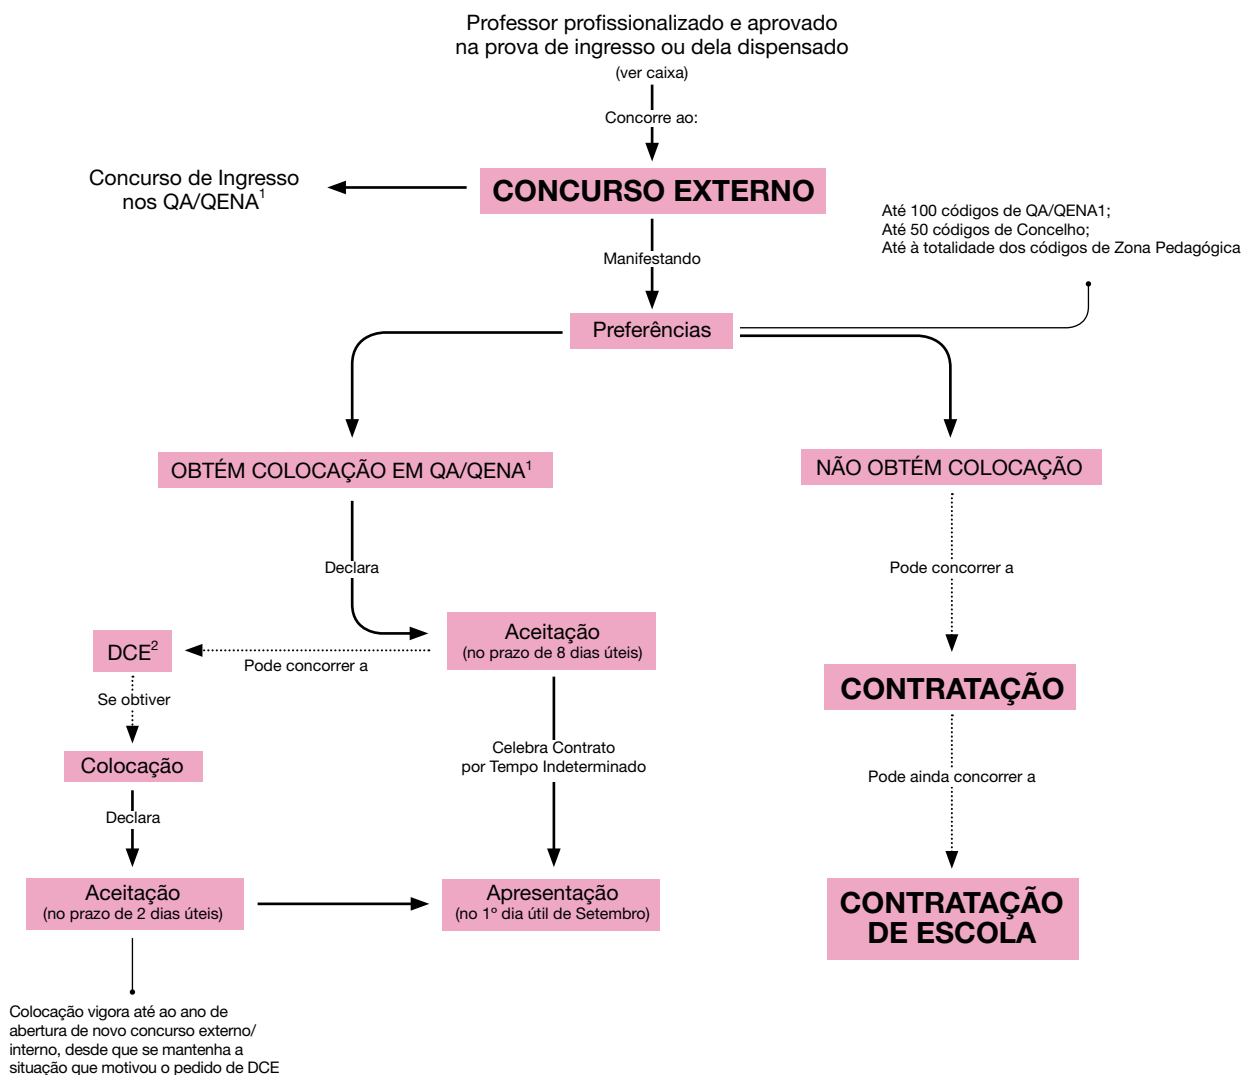 Professor profissionalizado e aprovado
na prova de ingresso ou dela dispensado
(ver caixa)
Concorre ao:
CONCURSO EXTERNO
Concurso de Ingresso
nos QA/QENA¹
Até 100 códigos de QA/QENA1;
Até 50 códigos de Concelho;
Até à totalidade dos códigos de Zona Pedagógica
Manifestando
Preferências
OBTÉM COLOCAÇÃO EM QA/QENA¹
NÃO OBTÉM COLOCAÇÃO
Declara
Pode concorrer a
Aceitação
(no prazo de 8 dias úteis)
DCE²
Pode concorrer a
Se obtiver
CONTRATAÇÃO
Colocação
Celebra Contrato
por Tempo Indeterminado
Pode ainda concorrer a
Declara
Aceitação
(no prazo de 2 dias úteis)
Apresentação
(no 1º dia útil de Setembro)
CONTRATAÇÃO
DE ESCOLA
Colocação vigora até ao ano de
abertura de novo concurso externo/
interno, desde que se mantenha a
situação que motivou o pedido de DCE